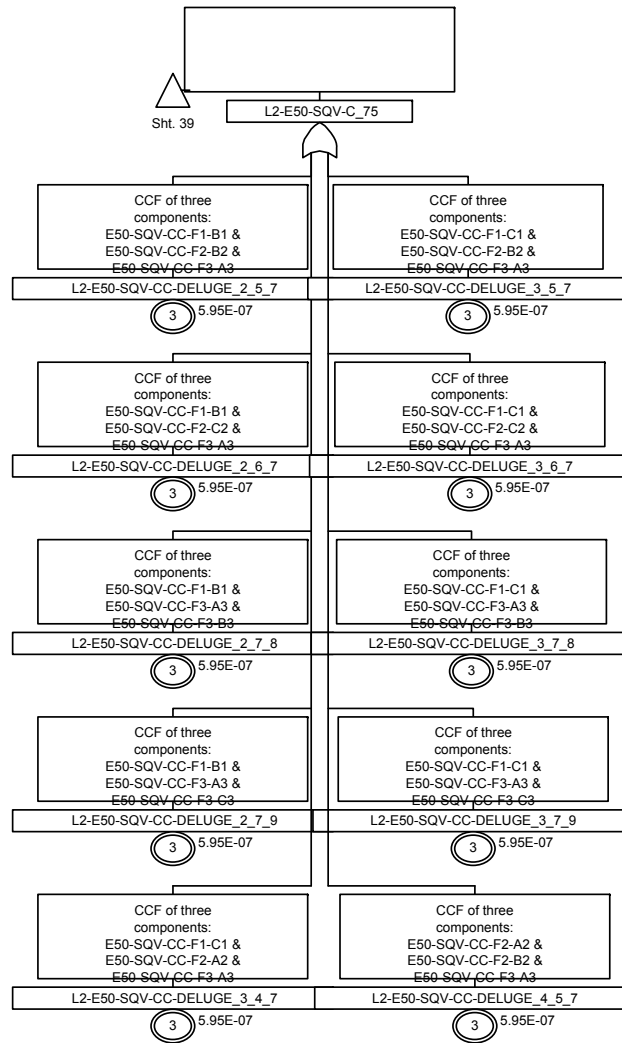 Sht. 39
L2-E50-SQV-C_75
CCF of three
components:
E50-SQV-CC-F1-B1 &
E50-SQV-CC-F2-B2 &
E50-SQV-CC-F3-A3
L2-E50-SQV-CC-DELUGE_2_5_7
3
5.95E-07
CCF of three
components:
E50-SQV-CC-F1-C1 &
E50-SQV-CC-F2-B2 &
E50-SQV-CC-F3-A3
L2-E50-SQV-CC-DELUGE_3_5_7
3
5.95E-07
CCF of three
components:
E50-SQV-CC-F1-B1 &
E50-SQV-CC-F2-C2 &
E50-SQV-CC-F3-A3
L2-E50-SQV-CC-DELUGE_2_6_7
3
5.95E-07
CCF of three
components:
E50-SQV-CC-F1-C1 &
E50-SQV-CC-F2-C2 &
E50-SQV-CC-F3-A3
L2-E50-SQV-CC-DELUGE_3_6_7
3
5.95E-07
CCF of three
components:
E50-SQV-CC-F1-B1 &
E50-SQV-CC-F3-A3 &
E50-SQV-CC-F3-B3
L2-E50-SQV-CC-DELUGE_2_7_8
3
5.95E-07
CCF of three
components:
E50-SQV-CC-F1-C1 &
E50-SQV-CC-F3-A3 &
E50-SQV-CC-F3-B3
L2-E50-SQV-CC-DELUGE_3_7_8
3
5.95E-07
CCF of three
components:
E50-SQV-CC-F1-B1 &
E50-SQV-CC-F3-A3 &
E50-SQV-CC-F3-C3
L2-E50-SQV-CC-DELUGE_2_7_9
3
5.95E-07
CCF of three
components:
E50-SQV-CC-F1-C1 &
E50-SQV-CC-F3-A3 &
E50-SQV-CC-F3-C3
L2-E50-SQV-CC-DELUGE_3_7_9
3
5.95E-07
CCF of three
components:
E50-SQV-CC-F1-C1 &
E50-SQV-CC-F2-A2 &
E50-SQV-CC-F3-A3
L2-E50-SQV-CC-DELUGE_3_4_7
3
5.95E-07
CCF of three
components:
E50-SQV-CC-F2-A2 &
E50-SQV-CC-F2-B2 &
E50-SQV-CC-F3-A3
L2-E50-SQV-CC-DELUGE_4_5_7
3
5.95E-07